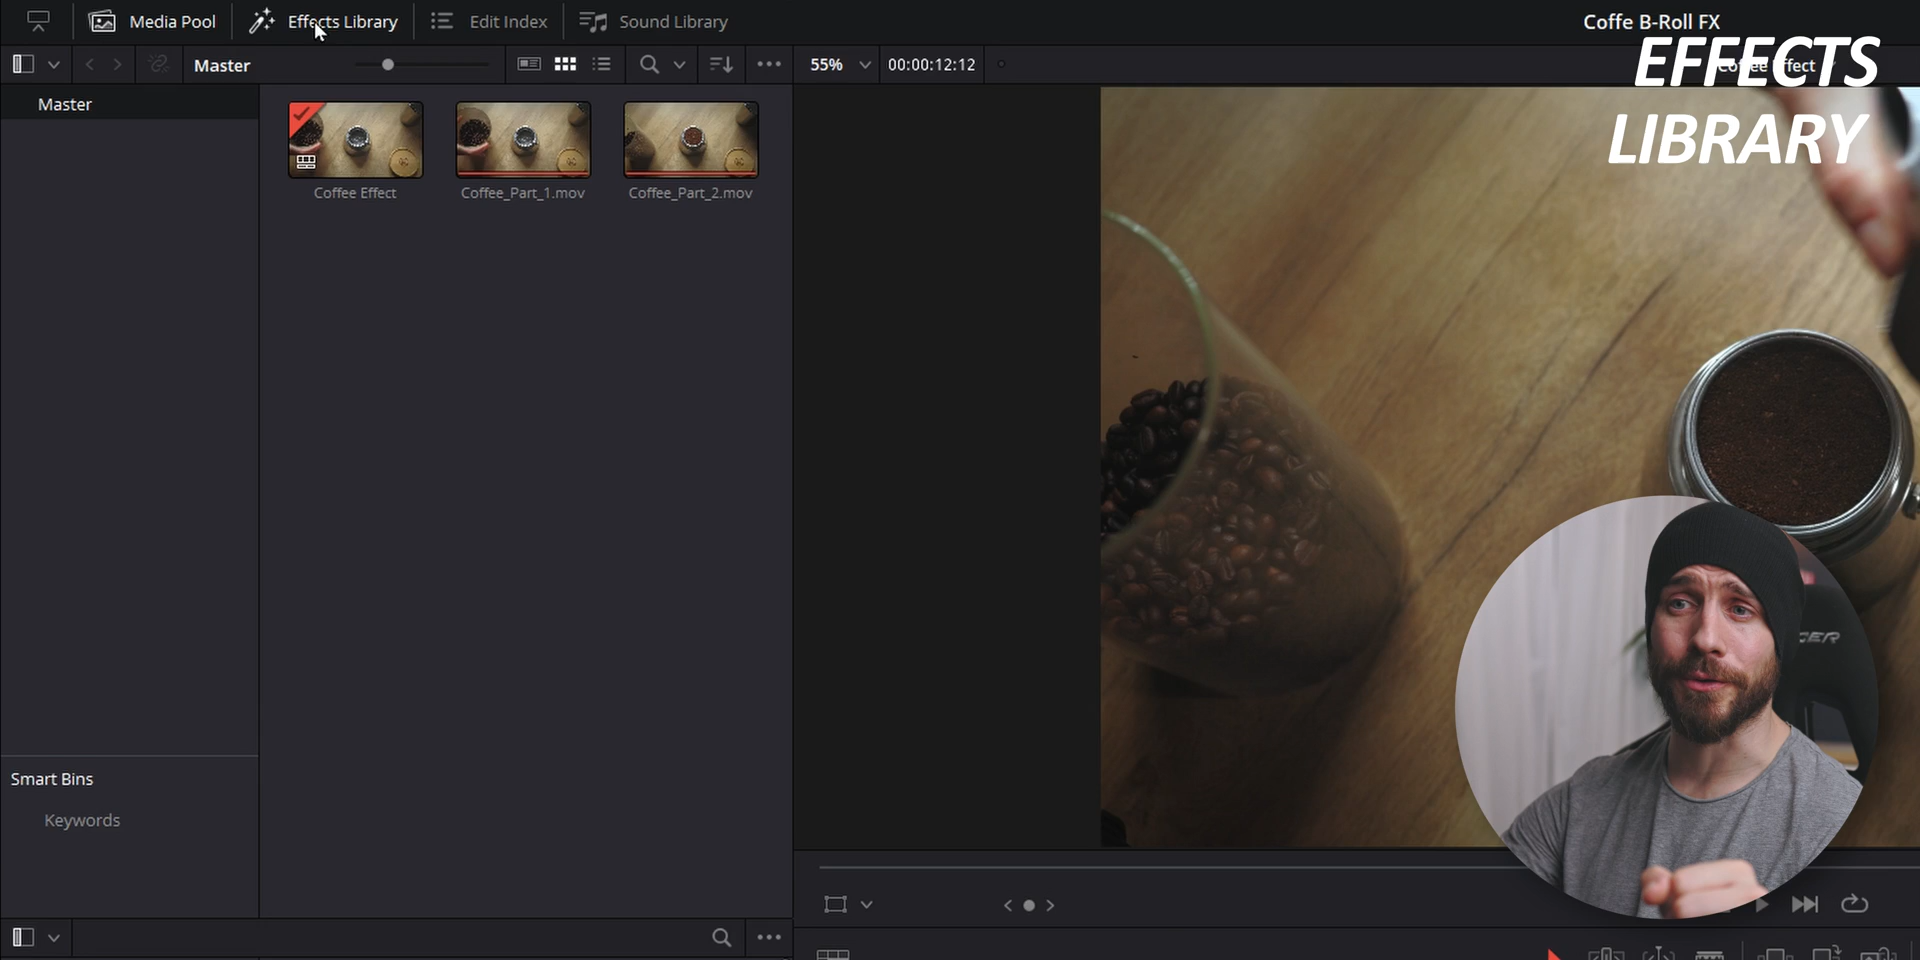 Media Pool
Effects Library
Edit Index
Sound Library
Coffe B-Roll FX
Master
55%
00:00:12:12
EFFECTS
LIBRARY
Master
Coffee Effect
Coffee_Part_1.mov
Coffee_Part_2.mov
Smart Bins
Keywords